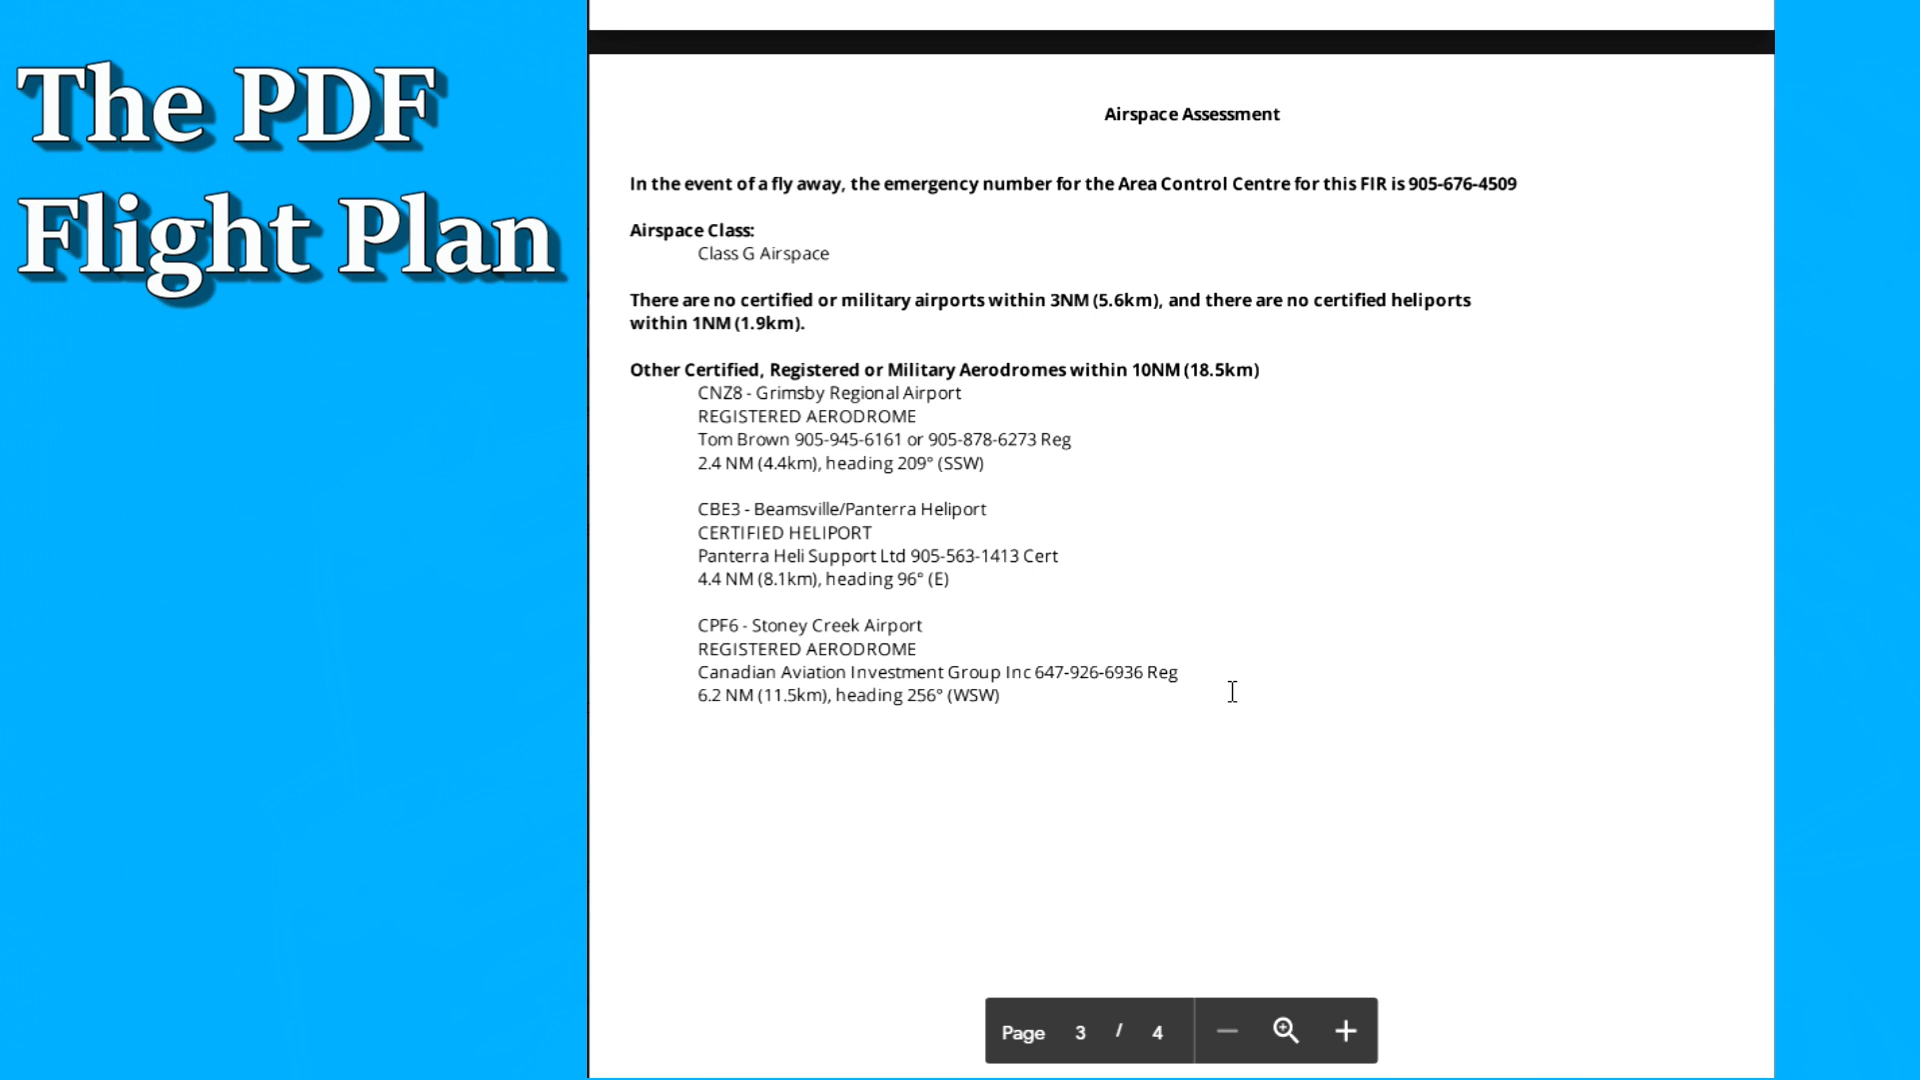 The PDF
Flight Plan
Airspace Assessment
In the event of a fly away, the emergency number for the Area Control Centre for this FIR is 905-676-4509
Airspace Class:
Class G Airspace
There are no certified or military airports within 3NM (5.6km), and there are no certified heliports
within 1NM (1.9km).
Other Certified, Registered or Military Aerodromes within 10NM (18.5km)
CNZ8 - Grimsby Regional Airport
REGISTERED AERODROME
Tom Brown 905-945-6161 or 905-878-6273 Reg
2.4 NM (4.4km), heading 209° (SSW)
CBE3 - Beamsville/Panterra Heliport
CERTIFIED HELIPORT
Panterra Heli Support Ltd 905-563-1413 Cert
4.4 NM (8.1km), heading 96° (E)
CPF6 - Stoney Creek Airport
REGISTERED AERODROME
Canadian Aviation Investment Group Inc 647-926-6936 Reg
6.2 NM (11.5km), heading 256° (WSW)
Page 3 / 4